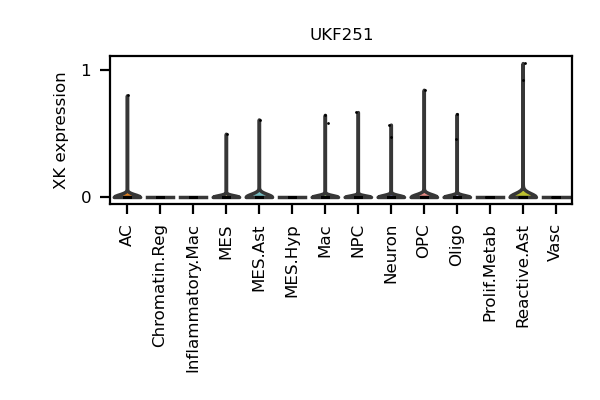 UKF251
XK expression
1
0
AC
Chromatin.Reg
Inflammatory.Mac
MES
MES.Ast
MES.Hyp
Mac
NPC
Neuron
OPC
Oligo
Prolif.Metab
Reactive.Ast
Vasc